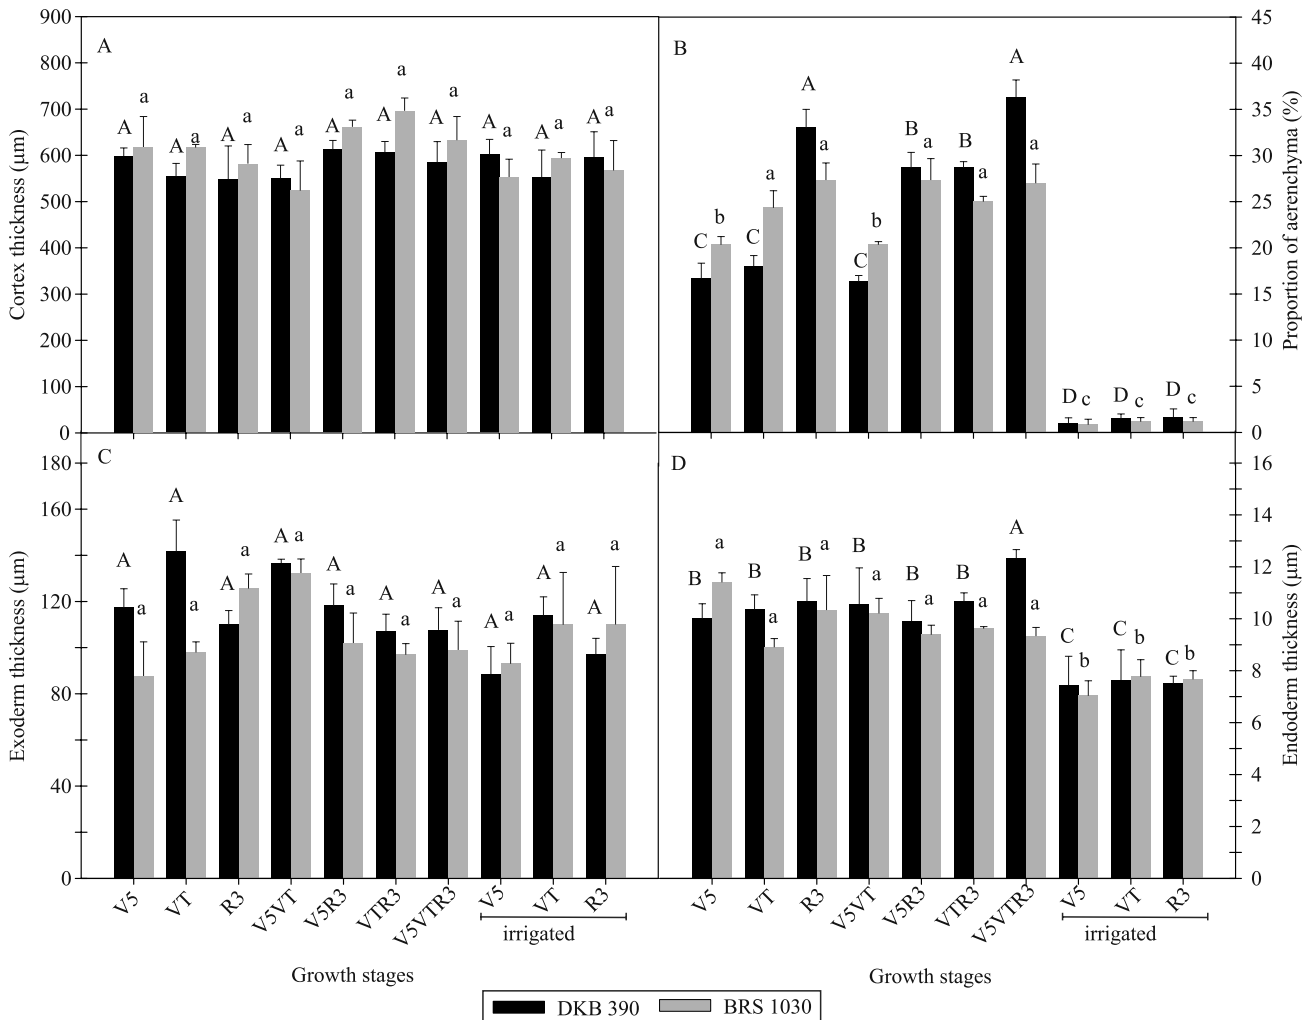 900
800
700
600
500
400
300
200
100
0
Cortex thickness (μm)
A
A a A a A a A a A a A a A a A a A a A a
B
C b C a A a C b B a B a A a D c D c D c
45
40
35
30
25
20
15
10
5
0
Proportion of aerenchyma (%)
180
160
120
80
40
0
Exoderm thickness (μm)
C
A a A a A a A a A a A a A a A a A a A a
D
B a B a B a B a B a B a A a C b C b C b
16
14
12
10
8
6
4
2
0
Endoderm thickness (μm)
V5 VT R3 V5VT V5R3 VTR3 V5VTR3 V5 VT R3
irrigated
Growth stages
V5 VT R3 V5VT V5R3 VTR3 V5VTR3 V5 VT R3
irrigated
Growth stages
DKB 390 BRS 1030